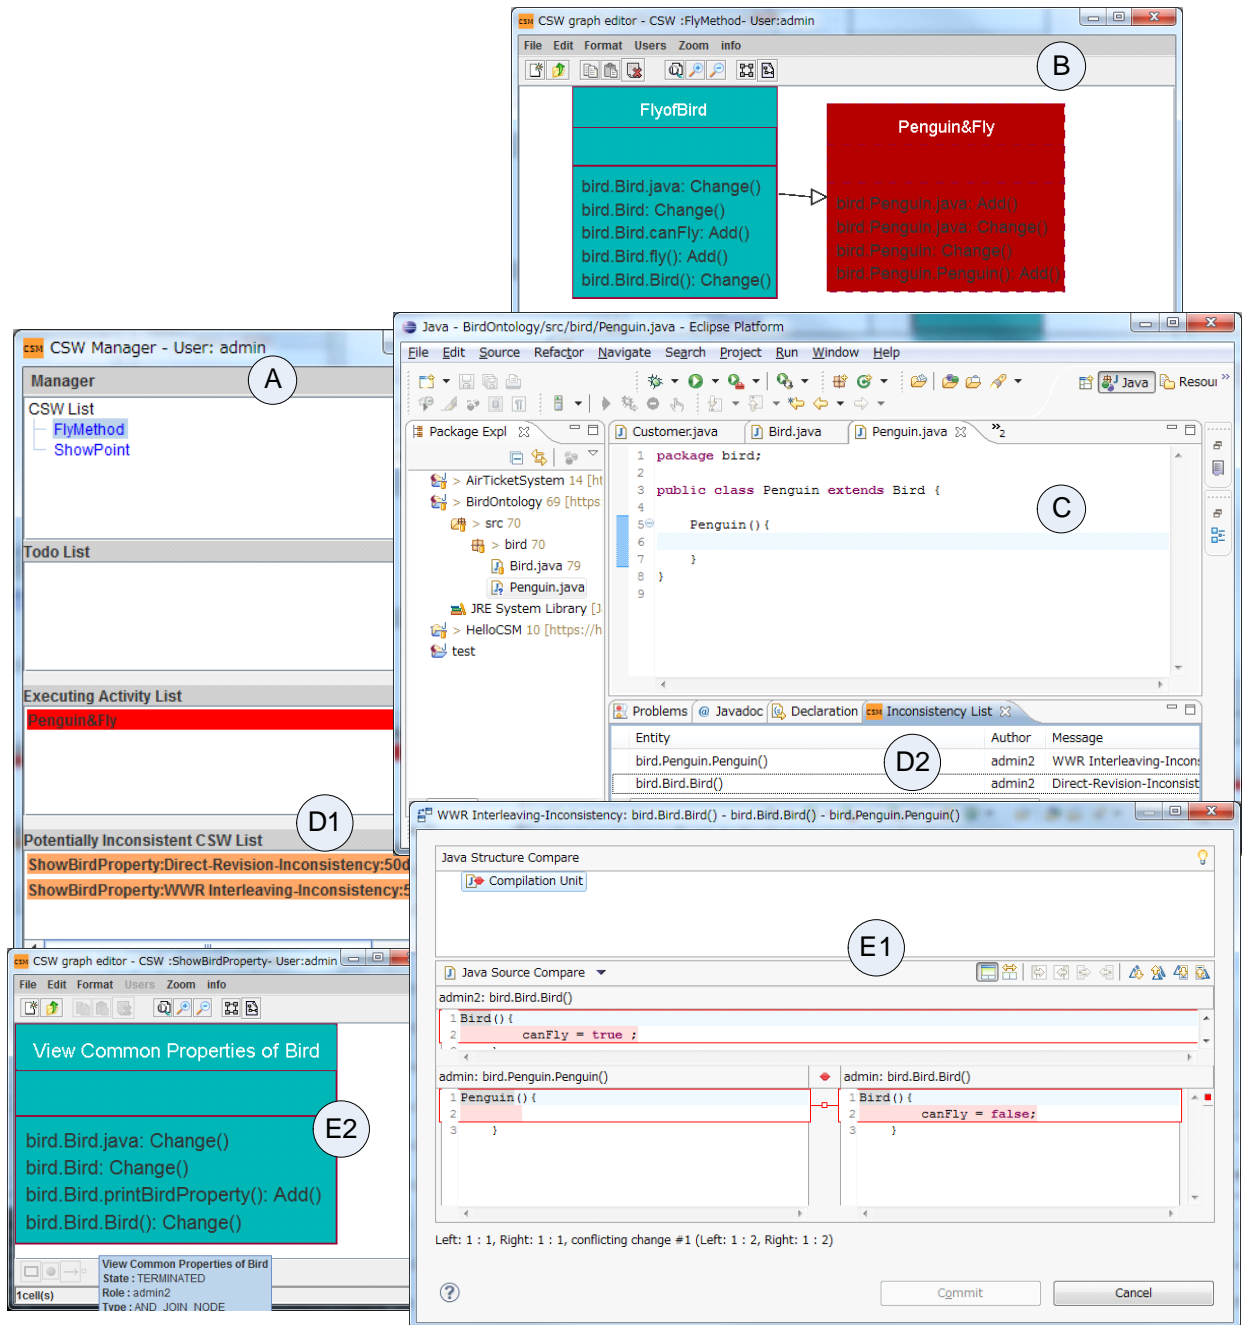 CSM CSW graph editor - CSW :FlyMethod- User:admin
File Edit Format Users Zoom info
B
FlyofBird
bird.Bird.java: Change()
bird.Bird: Change()
bird.Bird.canFly: Add()
bird.Bird.fly(): Add()
bird.Bird.Bird(): Change()
Penguin&Fly
bird.Penguin.java: Add()
bird.Penguin.java: Change()
bird.Penguin: Change()
bird.Penguin.Penguin(): Add()
CSM CSW Manager - User: admin
A
Manager
CSW List
FlyMethod
ShowPoint
Todo List
Executing Activity List
Penguin&Fly
D1
Potentially Inconsistent CSW List
ShowBirdProperty:Direct-Revision-Inconsistency:50d
ShowBirdProperty:WWR Interleaving-Inconsistency:5
Java - BirdOntology/src/bird/Penguin.java - Eclipse Platform
File Edit Source Refactor Navigate Search Project Run Window Help
Java Resour »
Package Expl
Customer.java Bird.java Penguin.java »2
> AirTicketSystem 14 [ht
> BirdOntology 69 [https
> src 70
> bird 70
Bird.java 79
Penguin.java
JRE System Library [J
> HelloCSM 10 [https://h
test
1 package bird;
2
3 public class Penguin extends Bird {
4
5 Penguin(){
6
7 }
8 }
9
C
Problems @ Javadoc Declaration CSM Inconsistency List
Entity Author Message
bird.Penguin.Penguin() admin2 WWR Interleaving-Incons
bird.Bird.Bird() admin2 Direct-Revision-Inconsist
D2
WWR Interleaving-Inconsistency: bird.Bird.Bird() - bird.Bird.Bird() - bird.Penguin.Penguin()
Java Structure Compare
Compilation Unit
E1
Java Source Compare
admin2: bird.Bird.Bird()
1 Bird(){
2 canFly = true ;
admin: bird.Penguin.Penguin()
1 Penguin(){
2
3 }
admin: bird.Bird.Bird()
1 Bird(){
2 canFly = false;
3 }
Left: 1 : 1, Right: 1 : 1, conflicting change #1 (Left: 1 : 2, Right: 1 : 2)
?
Commit Cancel
CSM CSW graph editor - CSW :ShowBirdProperty- User:admin
File Edit Format Users Zoom info
View Common Properties of Bird
E2
bird.Bird.java: Change()
bird.Bird: Change()
bird.Bird.printBirdProperty(): Add()
bird.Bird.Bird(): Change()
View Common Properties of Bird
State : TERMINATED
Role : admin2
Type : AND_JOIN_NODE
1cell(s)